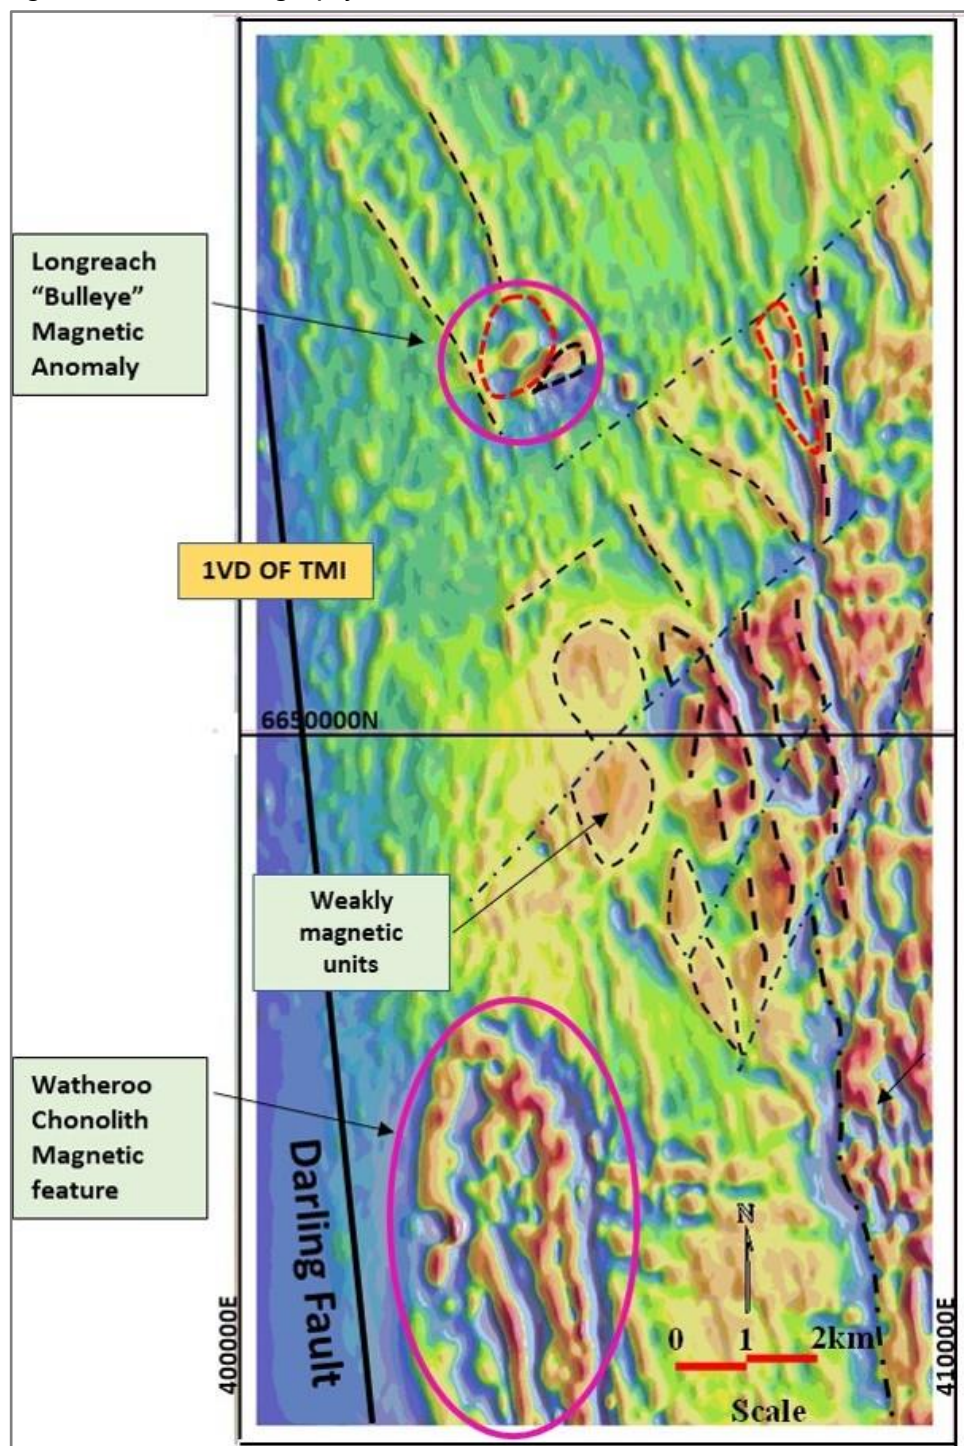 Longreach
“Bulleye”
Magnetic
Anomaly
1VD OF TMI
6650000N
Weakly
magnetic
units
Watheroo
Chonolith
Magnetic
feature
Darling Fault
N
0 1 2km
Scale
400000E
410000E